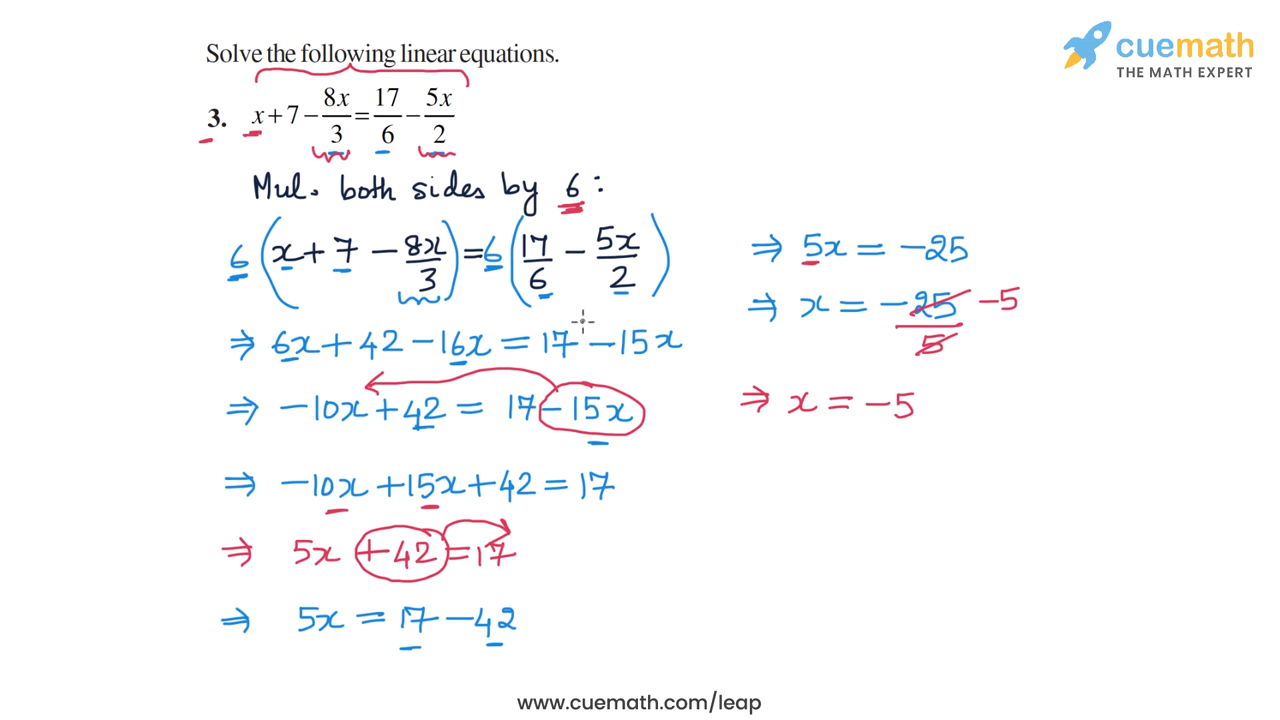 cuemath
THE MATH EXPERT
Solve the following linear equations.
3. x + 7 − 8x/3 = 17/6 − 5x/2
Mul. both sides by 6 :
6 ( x + 7 − 8x/3 ) = 6 ( 17/6 − 5x/2 )
⇒ 6x + 42 − 16x = 17 − 15x
⇒ −10x + 42 = 17 − 15x
⇒ −10x + 15x + 42 = 17
⇒ 5x + 42 = 17
⇒ 5x = 17 − 42
⇒ 5x = −25
⇒ x = −25/5 −5
⇒ x = −5
www.cuemath.com/leap